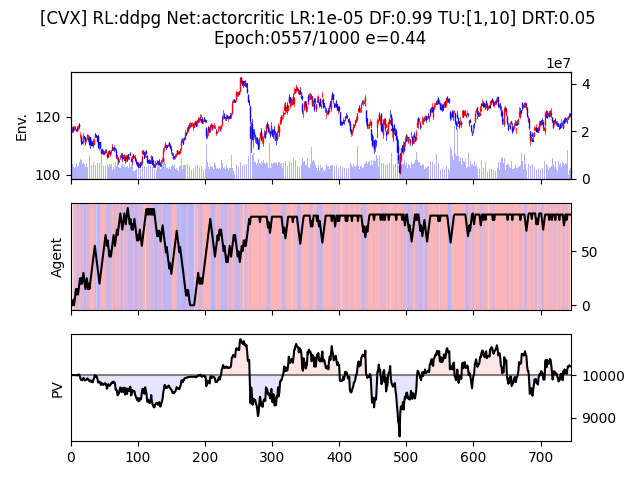 [CVX] RL:ddpg Net:actorcritic LR:1e-05 DF:0.99 TU:[1,10] DRT:0.05
Epoch:0557/1000 e=0.44
1e7
Env.
120
100
4
2
0
Agent
50
0
PV
10000
9000
0 100 200 300 400 500 600 700